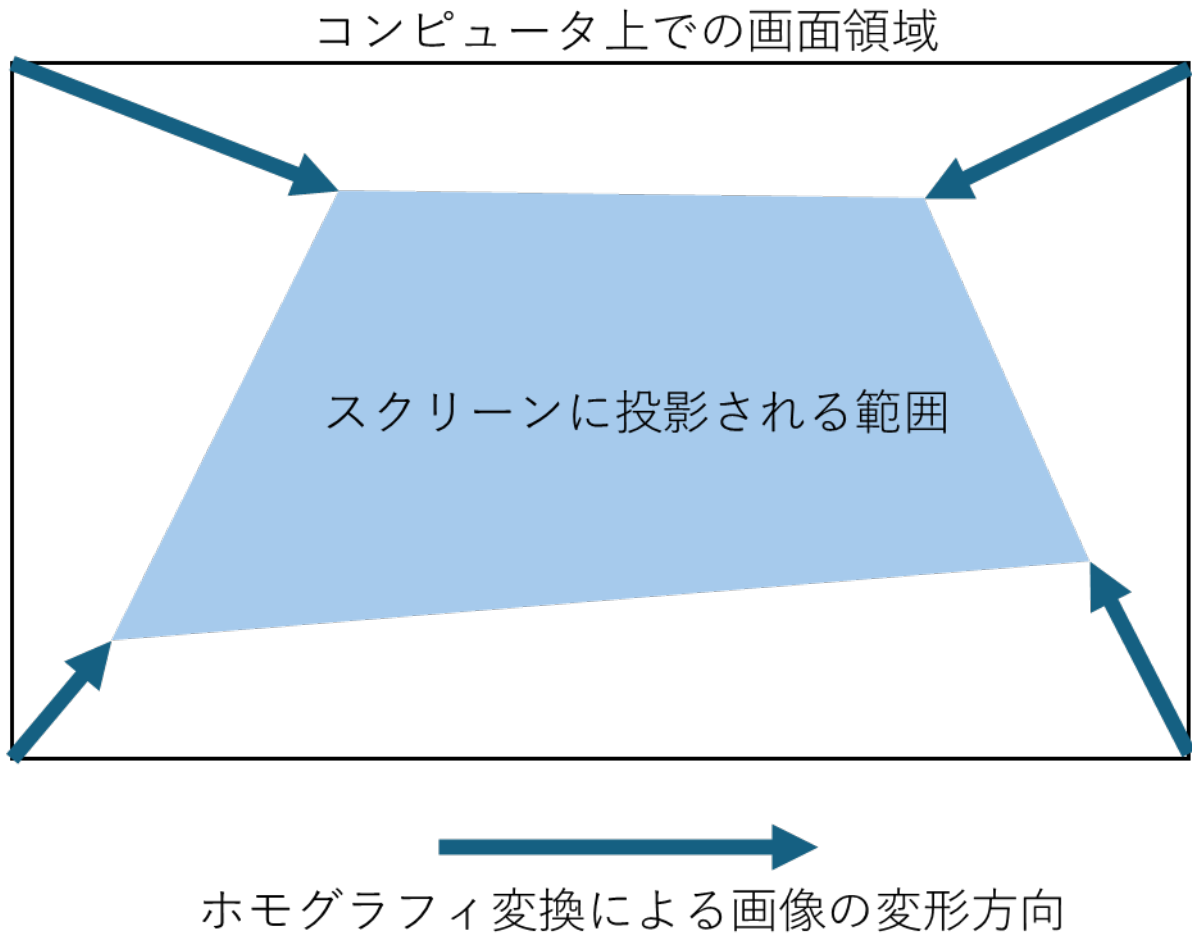 コンピュータ上での画面領域
スクリーンに投影される範囲
ホモグラフィ変換による画像の変形方向